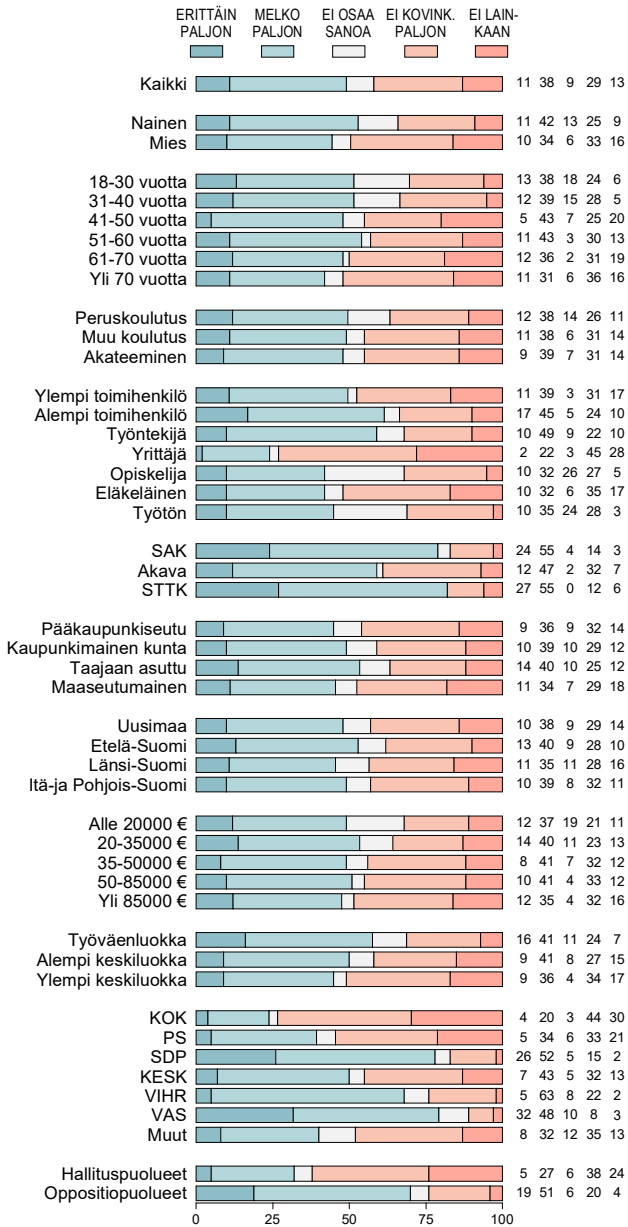 ERITTÄIN PALJON MELKO PALJON EI OSAA SANOA EI KOVINK. PALJON EI LAIN- KAAN
Kaikki 11 38 9 29 13
Nainen 11 42 13 25 9
Mies 10 34 6 33 16
18-30 vuotta 13 38 18 24 6
31-40 vuotta 12 39 15 28 5
41-50 vuotta 5 43 7 25 20
51-60 vuotta 11 43 3 30 13
61-70 vuotta 12 36 2 31 19
Yli 70 vuotta 11 31 6 36 16
Peruskoulutus 12 38 14 26 11
Muu koulutus 11 38 6 31 14
Akateeminen 9 39 7 31 14
Ylempi toimihenkilö 11 39 3 31 17
Alempi toimihenkilö 17 45 5 24 10
Työntekijä 10 49 9 22 10
Yrittäjä 2 22 3 45 28
Opiskelija 10 32 26 27 5
Eläkeläinen 10 32 6 35 17
Työtön 10 35 24 28 3
SAK 24 55 4 14 3
Akava 12 47 2 32 7
STTK 27 55 0 12 6
Pääkaupunkiseutu 9 36 9 32 14
Kaupunkimainen kunta 10 39 10 29 12
Taajaan asuttu 14 40 10 25 12
Maaseutumainen 11 34 7 29 18
Uusimaa 10 38 9 29 14
Etelä-Suomi 13 40 9 28 10
Länsi-Suomi 11 35 11 28 16
Itä-ja Pohjois-Suomi 10 39 8 32 11
Alle 20000 € 12 37 19 21 11
20-35000 € 14 40 11 23 13
35-50000 € 8 41 7 32 12
50-85000 € 10 41 4 33 12
Yli 85000 € 12 35 4 32 16
Työväenluokka 16 41 11 24 7
Alempi keskiluokka 9 41 8 27 15
Ylempi keskiluokka 9 36 4 34 17
KOK 4 20 3 44 30
PS 5 34 6 33 21
SDP 26 52 5 15 2
KESK 7 43 5 32 13
VIHR 5 63 8 22 2
VAS 32 48 10 8 3
Muut 8 32 12 35 13
Hallituspuolueet 5 27 6 38 24
Oppositiopuolueet 19 51 6 20 4
0 25 50 75 100